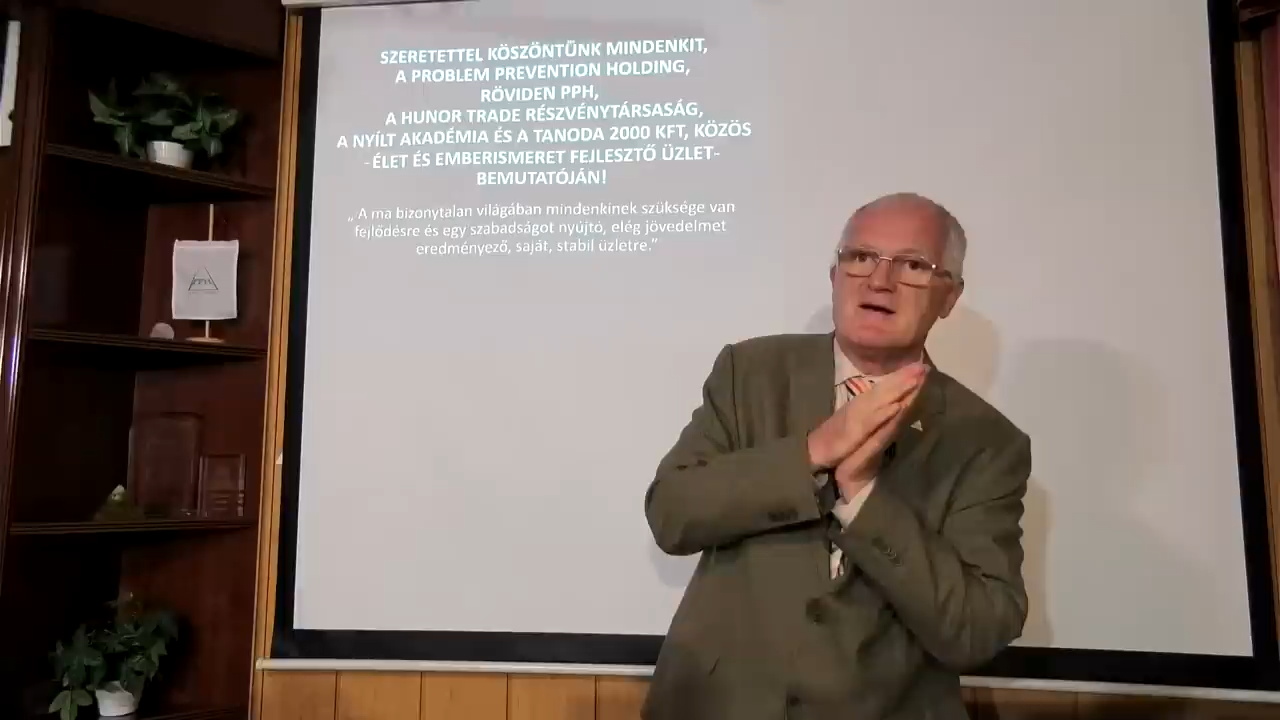 SZERETETTEL KÖSZÖNTÜNK MINDENKIT,
A PROBLEM PREVENTION HOLDING,
RÖVIDEN PPH,
A HUNOR TRADE RÉSZVÉNYTÁRSASÁG,
A NYÍLT AKADÉMIA ÉS A TANODA 2000 KFT, KÖZÖS
-ÉLET ÉS EMBERISMERET FEJLESZTŐ ÜZLET-
BEMUTATÓJÁN!
„ A ma bizonytalan világában mindenkinek szüksége van
fejlődésre és egy szabadságot nyújtó, elég jövedelmet
eredményező, saját, stabil üzletre.”